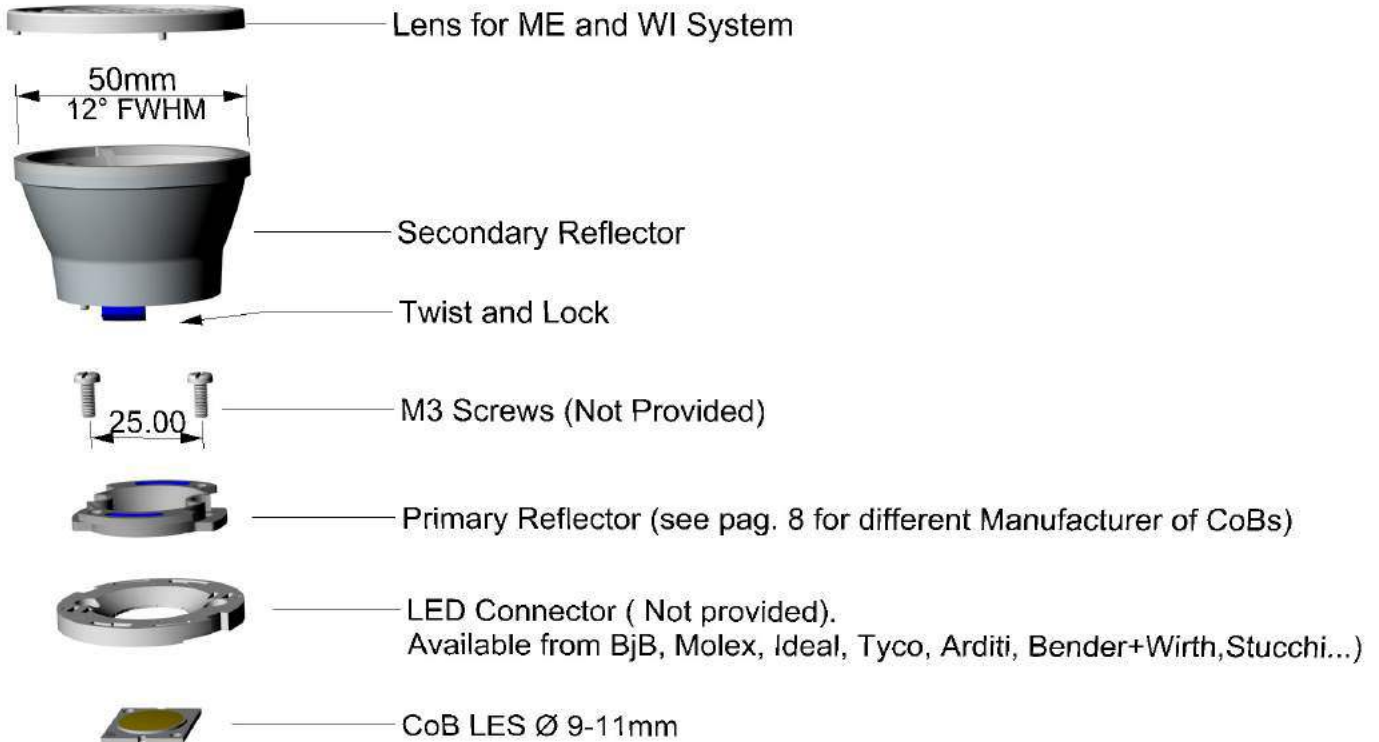 Lens for ME and WI System
50mm
12° FWHM
Secondary Reflector
Twist and Lock
M3 Screws (Not Provided)
25.00
Primary Reflector (see pag. 8 for different Manufacturer of CoBs)
LED Connector ( Not provided).
Available from BjB, Molex, Ideal, Tyco, Arditi, Bender+Wirth,Stucchi...)
CoB LES Ø 9-11mm